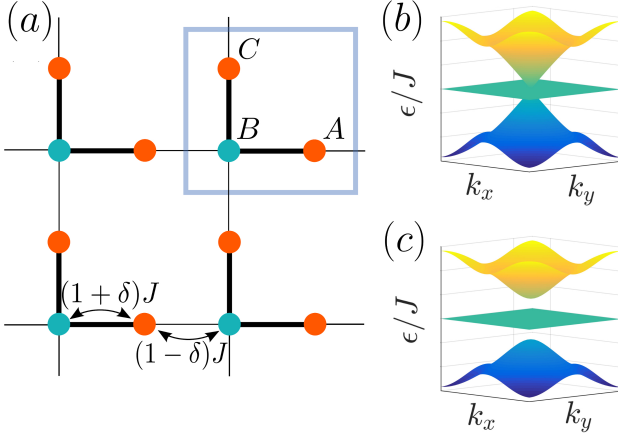 (a)
C
B
A
(1 + δ)J
(1 − δ)J
(b)
ϵ/J
k_x
k_y
(c)
ϵ/J
k_x
k_y